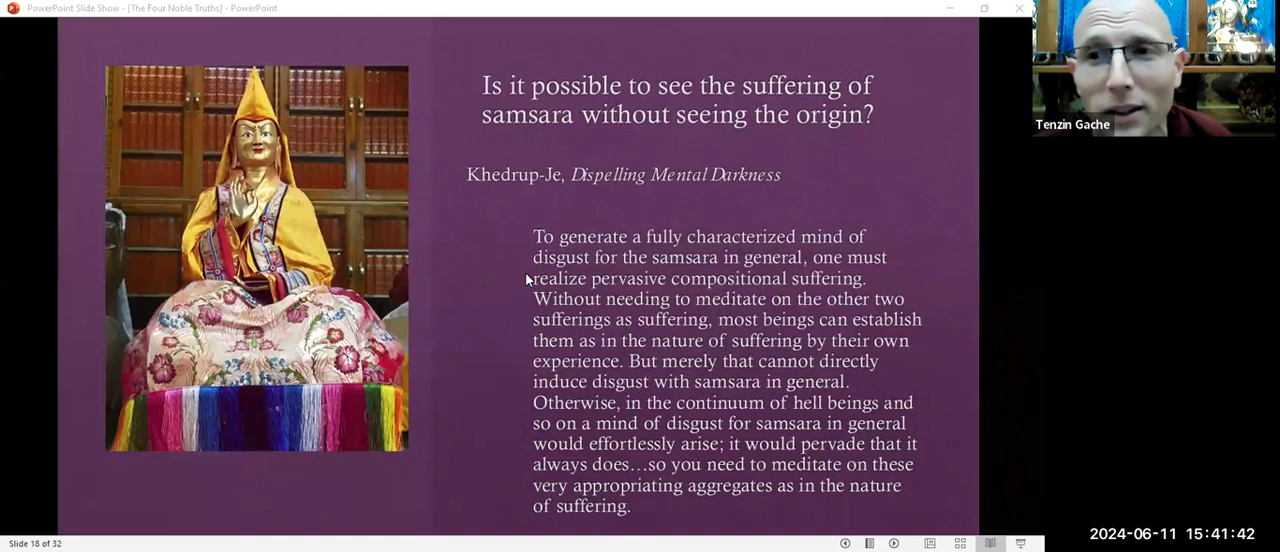 PowerPoint Slide Show - [The Four Noble Truths] - PowerPoint
Is it possible to see the suffering of
samsara without seeing the origin?
Khedrup-Je, Dispelling Mental Darkness
To generate a fully characterized mind of
disgust for the samsara in general, one must
realize pervasive compositional suffering.
Without needing to meditate on the other two
sufferings as suffering, most beings can establish
them as in the nature of suffering by their own
experience. But merely that cannot directly
induce disgust with samsara in general.
Otherwise, in the continuum of hell beings and
so on a mind of disgust for samsara in general
would effortlessly arise; it would pervade that it
always does…so you need to meditate on these
very appropriating aggregates as in the nature
of suffering.
Tenzin Gache
Slide 18 of 32
2024-06-11 15:41:42